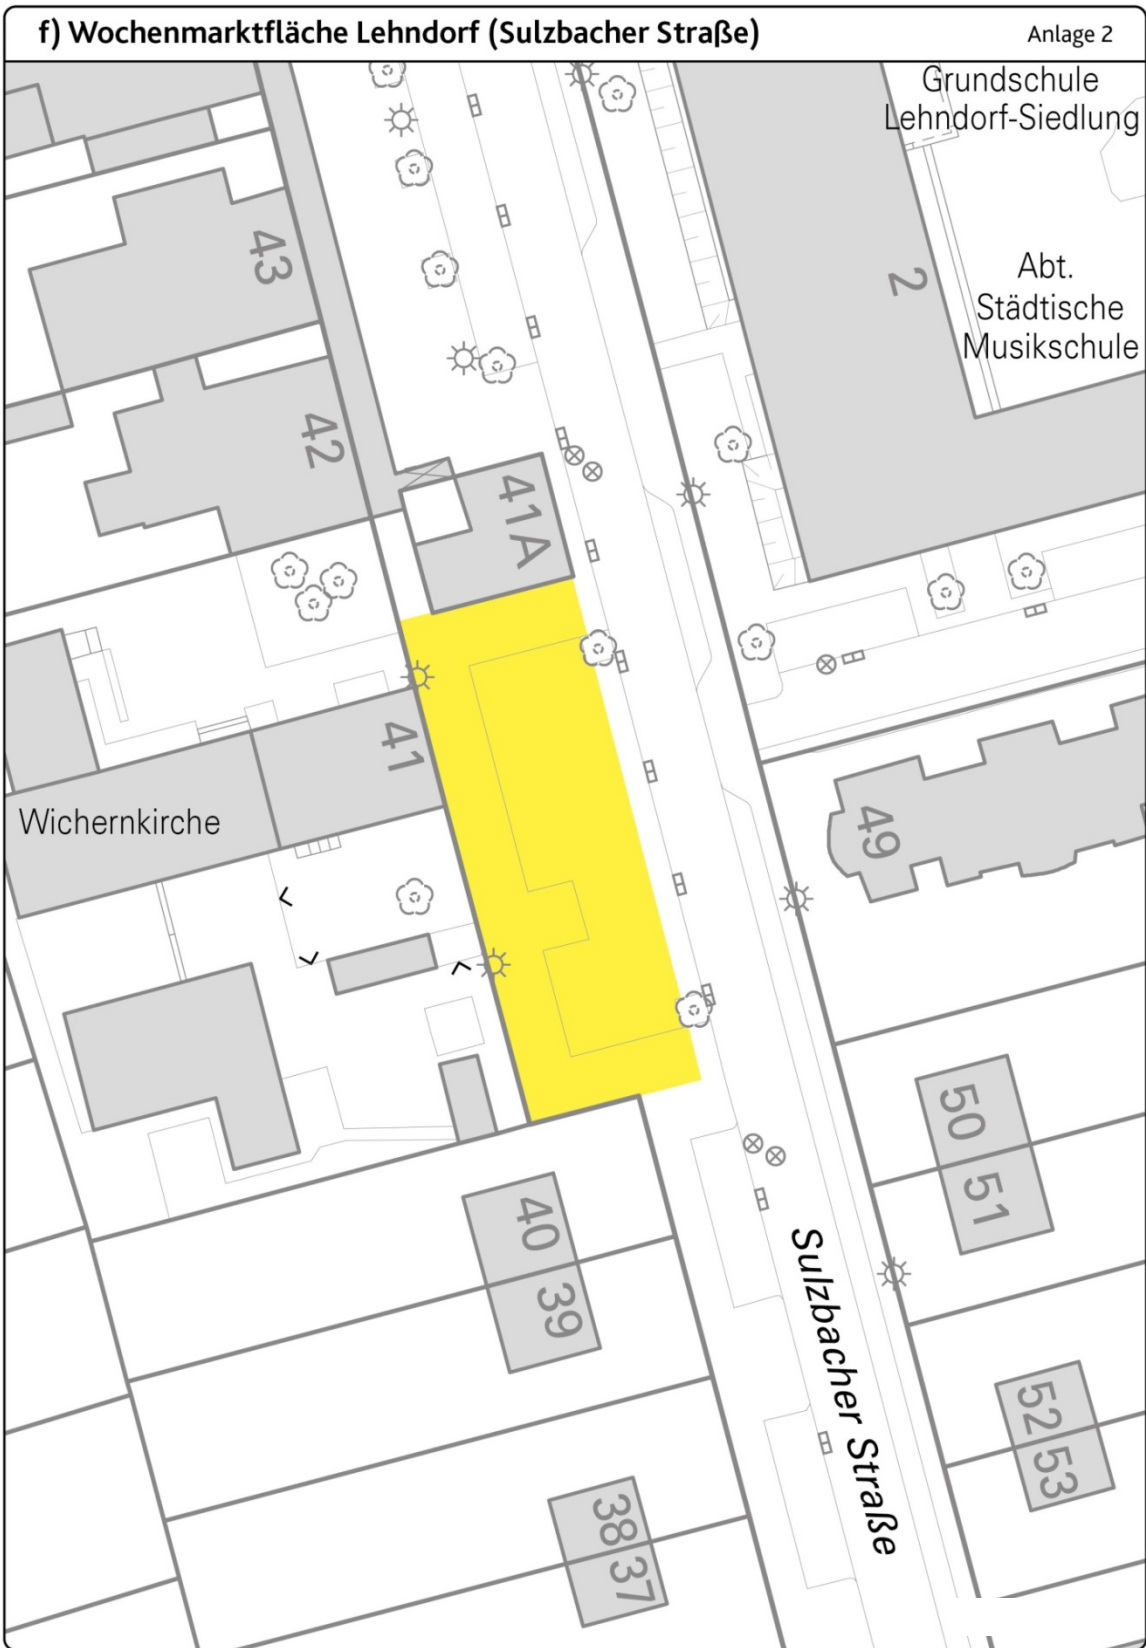 f) Wochenmarktfläche Lehndorf (Sulzbacher Straße)
Anlage 2
Grundschule
Lehndorf-Siedlung
43
2
Abt.
Städtische
Musikschule
42
41A
41
Wichernkirche
49
50
51
40
39
Sulzbacher Straße
52
53
38
37